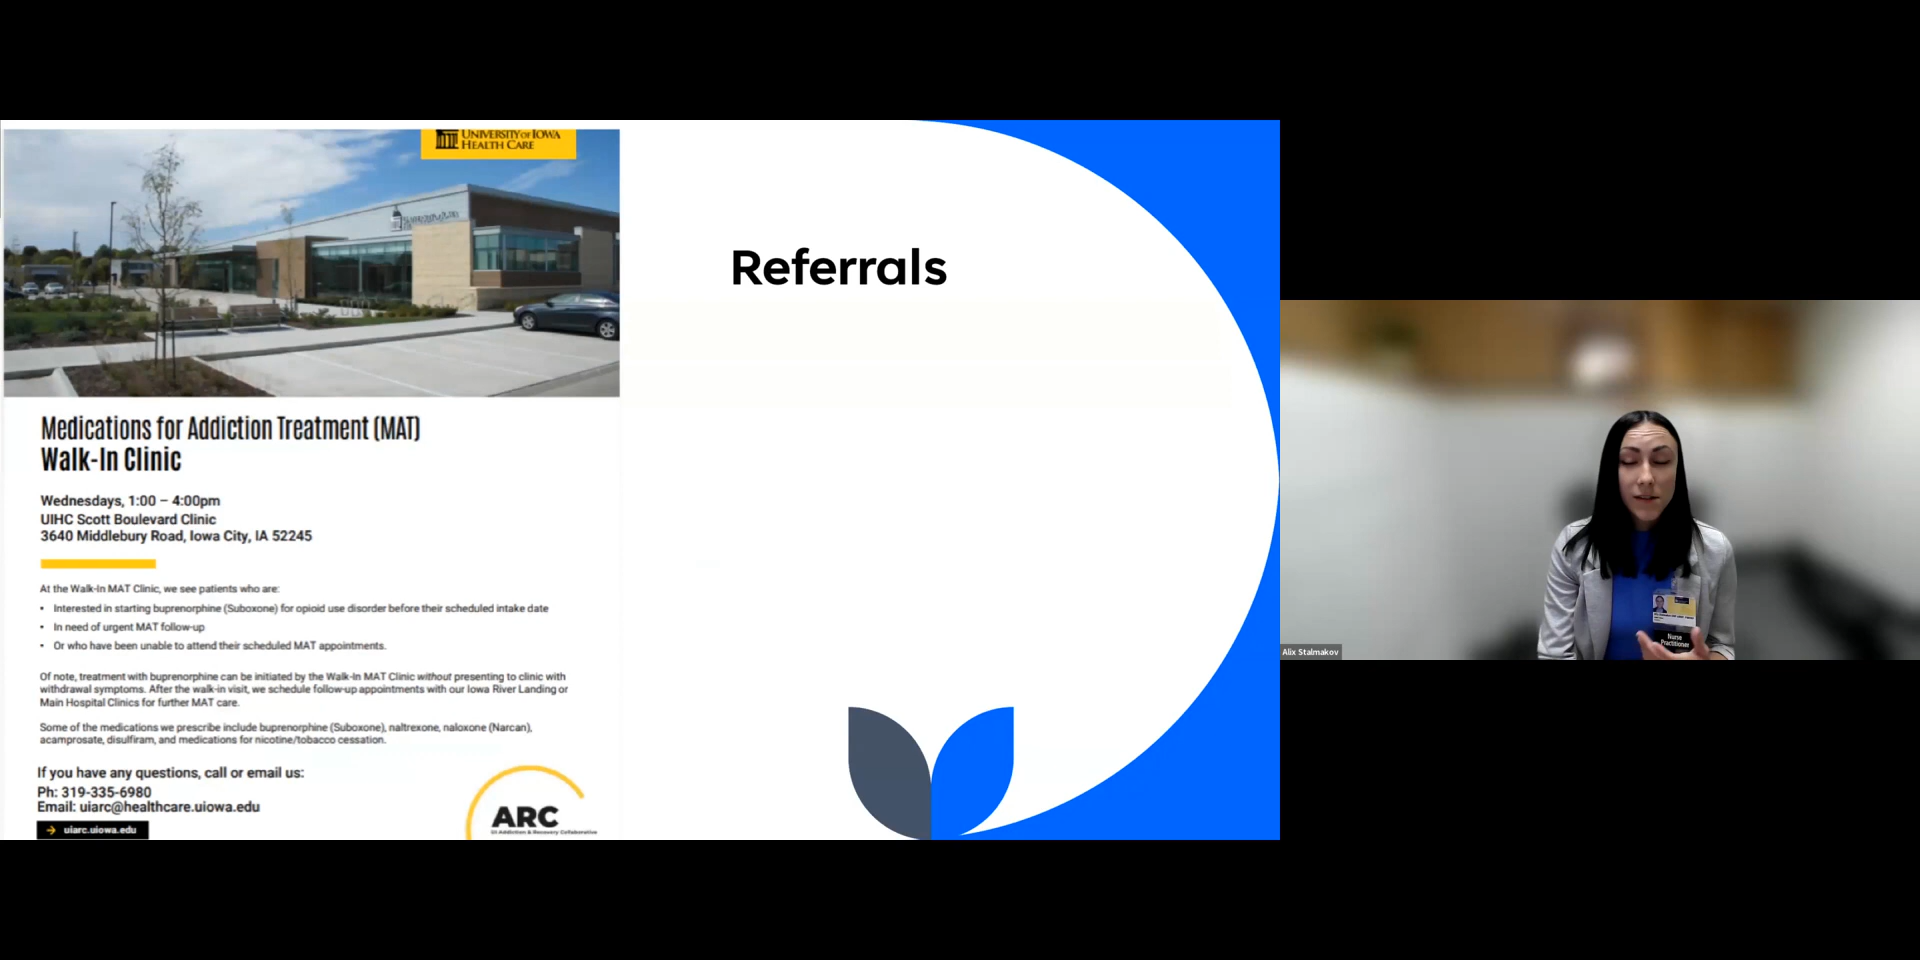 UNIVERSITY OF IOWA
HEALTH CARE
Medications for Addiction Treatment (MAT)
Walk-In Clinic
Wednesdays, 1:00 – 4:00pm
UIHC Scott Boulevard Clinic
3640 Middlebury Road, Iowa City, IA 52245
At the Walk-In MAT Clinic, we see patients who are:
• Interested in starting buprenorphine (Suboxone) for opioid use disorder before their scheduled intake date
• In need of urgent MAT follow-up
• Or who have been unable to attend their scheduled MAT appointments.
Of note, treatment with buprenorphine can be initiated by the Walk-In MAT Clinic without presenting to clinic with
withdrawal symptoms. After the walk-in visit, we schedule follow-up appointments with our Iowa River Landing or
Main Hospital Clinics for further MAT care.
Some of the medications we prescribe include buprenorphine (Suboxone), naltrexone, naloxone (Narcan),
acamprosate, disulfiram, and medications for nicotine/tobacco cessation.
If you have any questions, call or email us:
Ph: 319-335-6980
Email: uiarc@healthcare.uiowa.edu
→ uiarc.uiowa.edu
ARC
UI Addiction & Recovery Collaborative
Referrals
Nurse
Practitioner
Alix Stalmakov